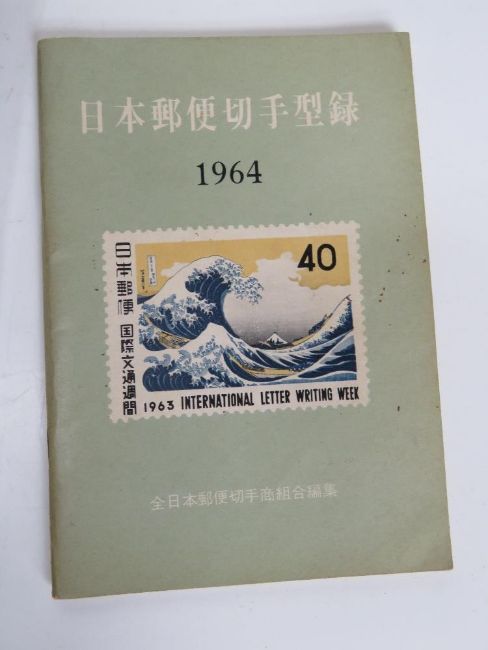 日本郵便切手型録
1964
40
日本郵便 国際文通週間
1963 INTERNATIONAL LETTER WRITING WEEK
全日本郵便切手商組合編集